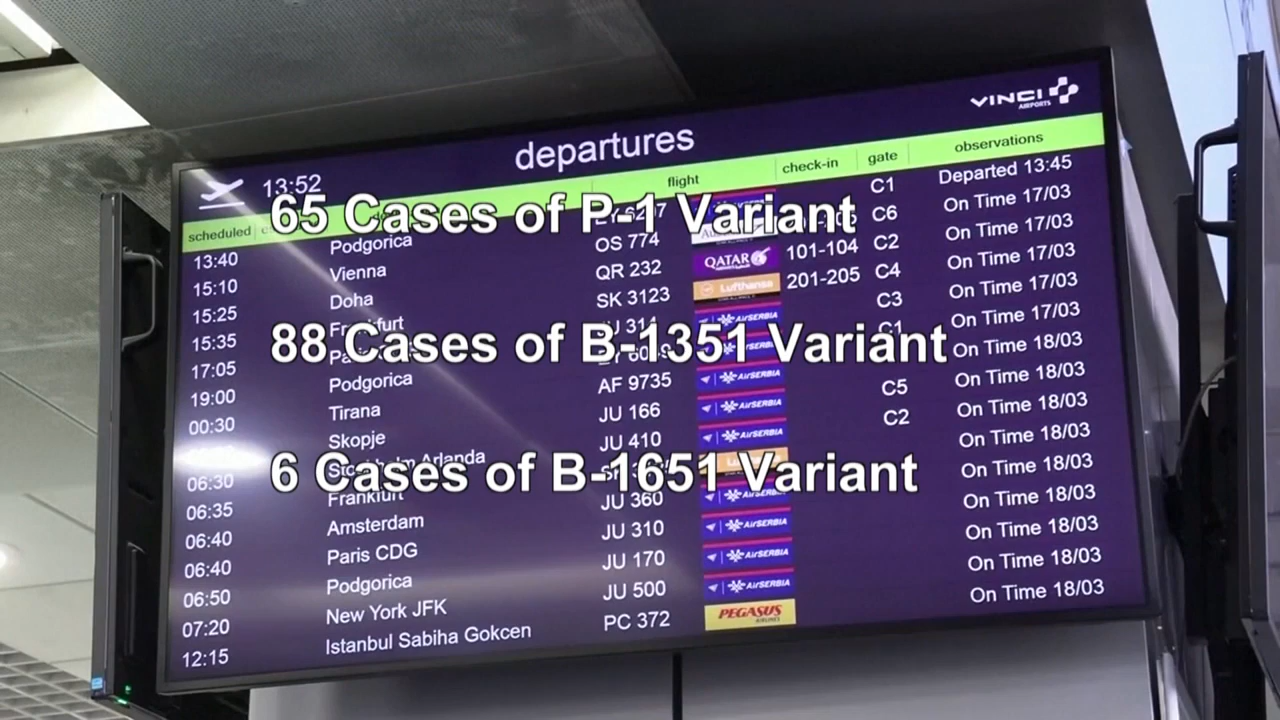 VINCI
AIRPORTS
departures
13:52
scheduled flight check-in gate observations
65 Cases of P-1 Variant
88 Cases of B-1351 Variant
6 Cases of B-1651 Variant
13:40 Podgorica C1 Departed 13:45
15:10 Vienna OS 774 C6 On Time 17/03
15:25 Doha QR 232 QATAR 101-104 C2 On Time 17/03
15:35 Frankfurt SK 3123 Lufthansa 201-205 C4 On Time 17/03
17:05 JU 314 AirSERBIA C3 On Time 17/03
19:00 Podgorica AirSERBIA C1 On Time 17/03
00:30 Tirana AF 9735 AirSERBIA On Time 18/03
Skopje JU 166 AirSERBIA C5 On Time 18/03
06:30 Stockholm Arlanda JU 410 AirSERBIA C2 On Time 18/03
06:35 Frankfurt On Time 18/03
06:40 Amsterdam JU 360 AirSERBIA On Time 18/03
06:40 Paris CDG JU 310 AirSERBIA On Time 18/03
06:50 Podgorica JU 170 AirSERBIA On Time 18/03
07:20 New York JFK JU 500 AirSERBIA On Time 18/03
12:15 Istanbul Sabiha Gokcen PC 372 PEGASUS AIRLINES On Time 18/03